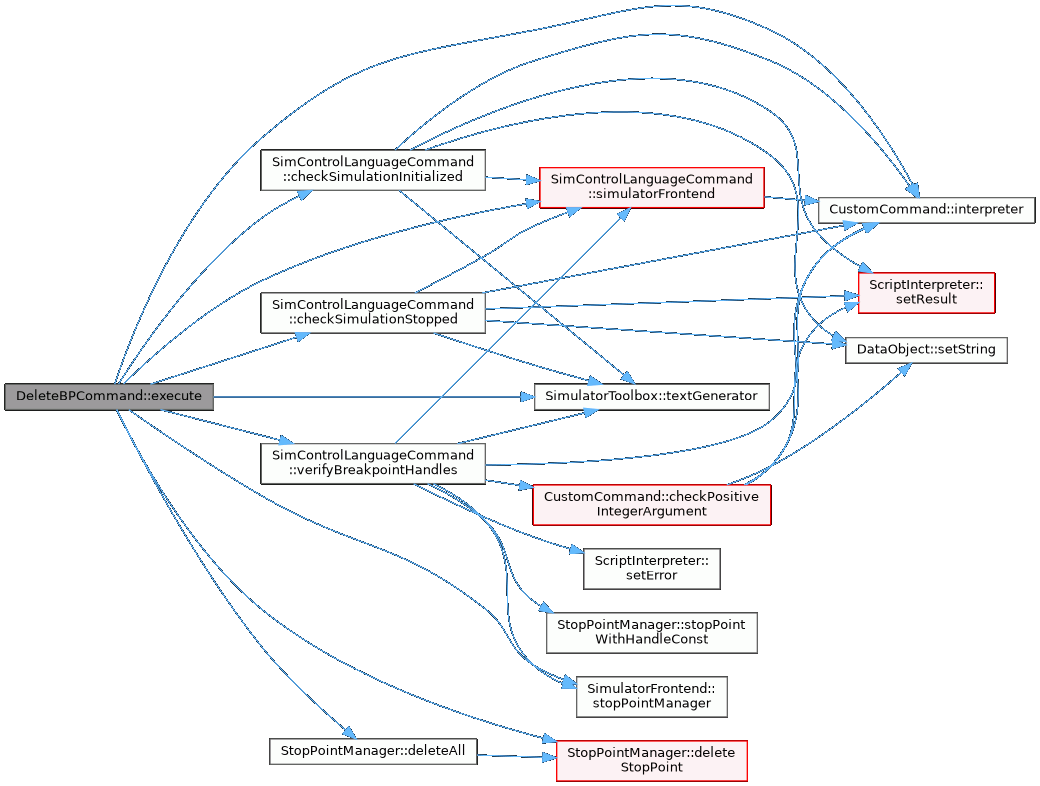 SimControlLanguageCommand
::checkSimulationInitialized
SimControlLanguageCommand
::simulatorFrontend
CustomCommand::interpreter
ScriptInterpreter::
setResult
SimControlLanguageCommand
::checkSimulationStopped
DataObject::setString
DeleteBPCommand::execute
SimulatorToolbox::textGenerator
SimControlLanguageCommand
::verifyBreakpointHandles
CustomCommand::checkPositive
IntegerArgument
ScriptInterpreter::
setError
StopPointManager::stopPoint
WithHandleConst
SimulatorFrontend::
stopPointManager
StopPointManager::deleteAll
StopPointManager::delete
StopPoint